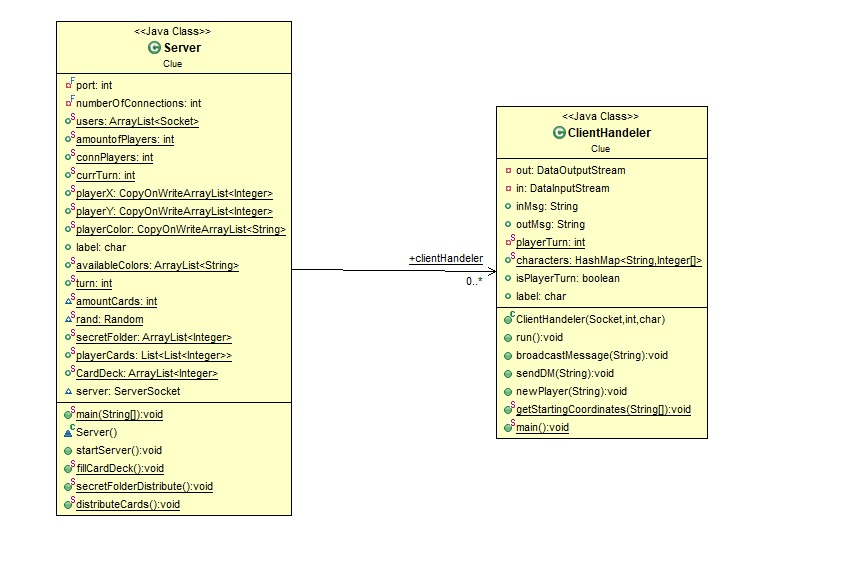 <<Java Class>>
Server
Clue
port: int
numberOfConnections: int
users: ArrayList<Socket>
amountofPlayers: int
connPlayers: int
currTurn: int
playerX: CopyOnWriteArrayList<Integer>
playerY: CopyOnWriteArrayList<Integer>
playerColor: CopyOnWriteArrayList<String>
label: char
availableColors: ArrayList<String>
turn: int
amountCards: int
rand: Random
secretFolder: ArrayList<Integer>
playerCards: List<List<Integer>>
CardDeck: ArrayList<Integer>
server: ServerSocket
main(String[]):void
Server()
startServer():void
fillCardDeck():void
secretFolderDistribute():void
distributeCards():void
+clientHandeler
0..*
<<Java Class>>
ClientHandeler
Clue
out: DataOutputStream
in: DataInputStream
inMsg: String
outMsg: String
playerTurn: int
characters: HashMap<String,Integer[]>
isPlayerTurn: boolean
label: char
ClientHandeler(Socket,int,char)
run():void
broadcastMessage(String):void
sendDM(String):void
newPlayer(String):void
getStartingCoordinates(String[]):void
main():void